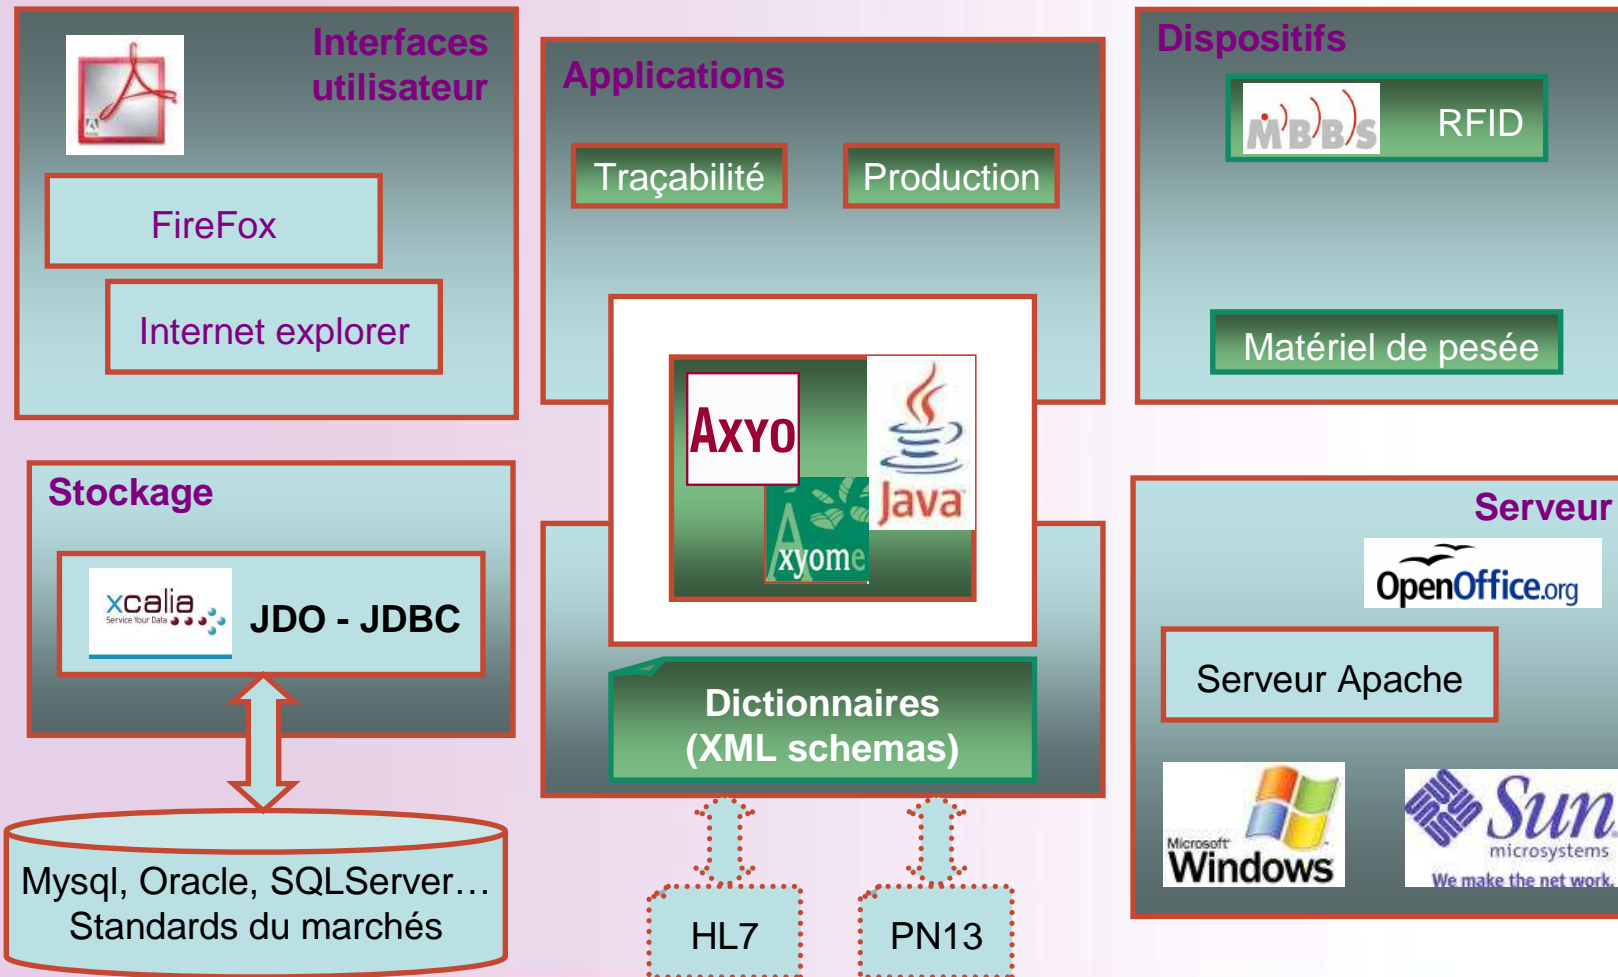 Interfaces
utilisateur
Adobe
FireFox
Internet explorer
Applications
Traçabilité
Production
Dispositifs
MBBS
RFID
Matériel de pesée
AXYO
Java
Axyome
Stockage
xcalia
Service Your Data
JDO - JDBC
Mysql, Oracle, SQLServer…
Standards du marchés
Dictionnaires
(XML schemas)
HL7
PN13
Serveur
OpenOffice.org
Serveur Apache
Microsoft
Windows
Sun
microsystems
We make the net work.